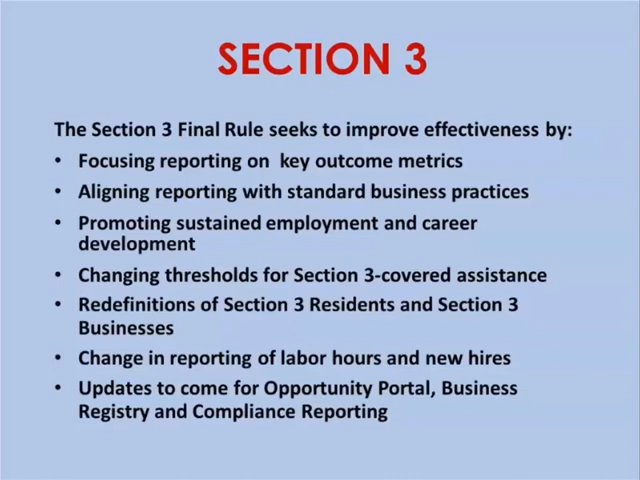 SECTION 3
The Section 3 Final Rule seeks to improve effectiveness by:
• Focusing reporting on key outcome metrics
• Aligning reporting with standard business practices
• Promoting sustained employment and career
development
• Changing thresholds for Section 3-covered assistance
• Redefinitions of Section 3 Residents and Section 3
Businesses
• Change in reporting of labor hours and new hires
• Updates to come for Opportunity Portal, Business
Registry and Compliance Reporting